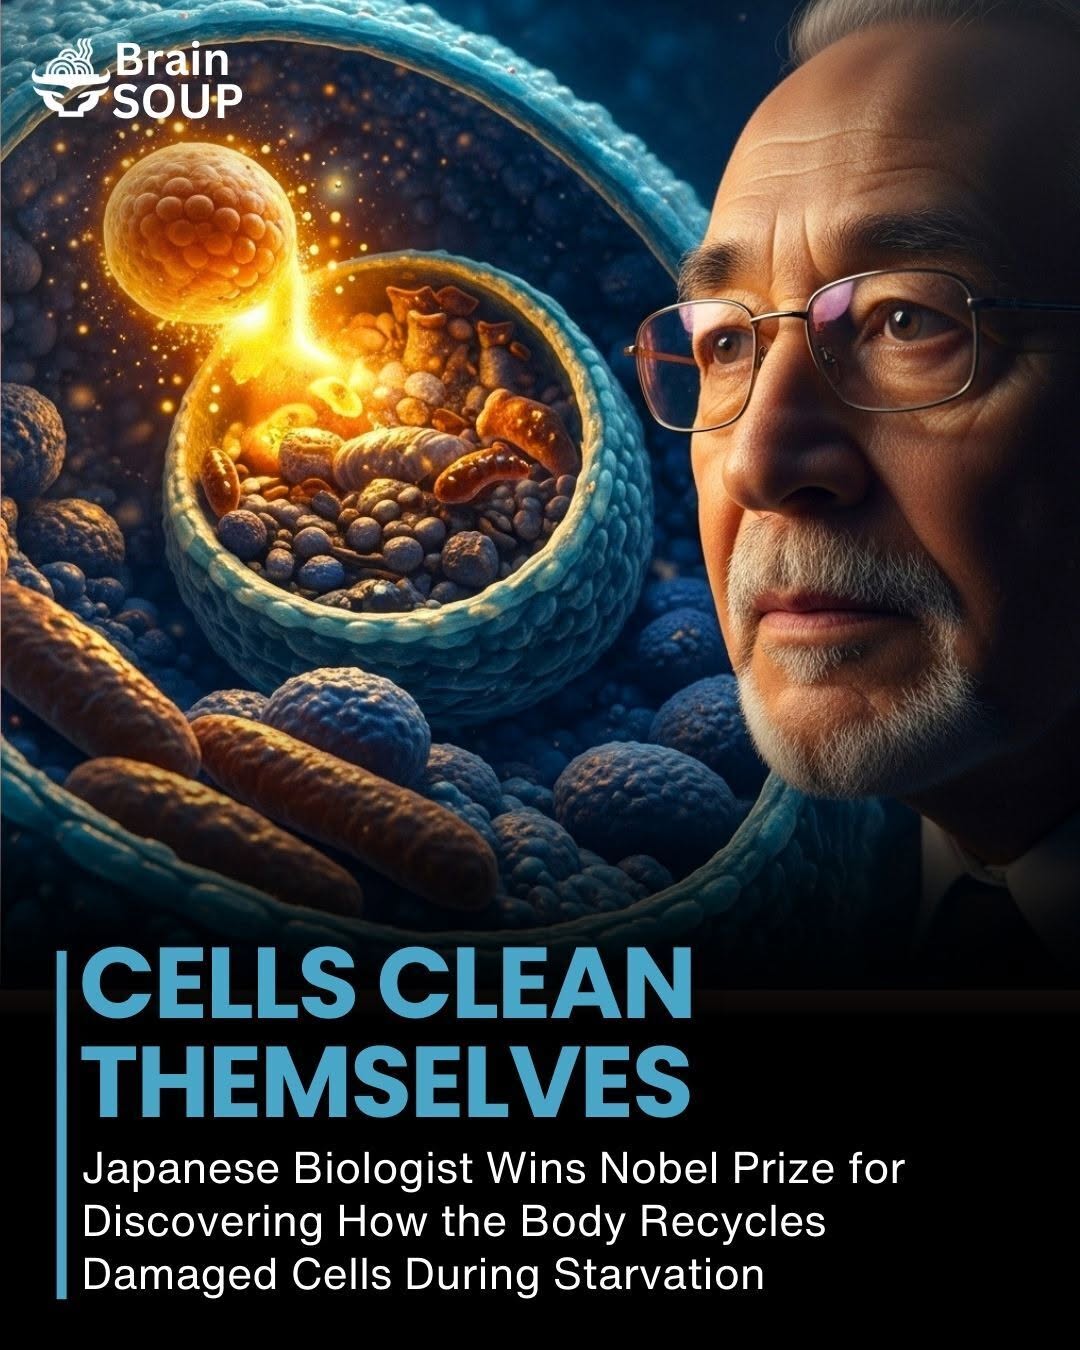 Brain
SOUP
CELLS CLEAN
THEMSELVES
Japanese Biologist Wins Nobel Prize for
Discovering How the Body Recycles
Damaged Cells During Starvation